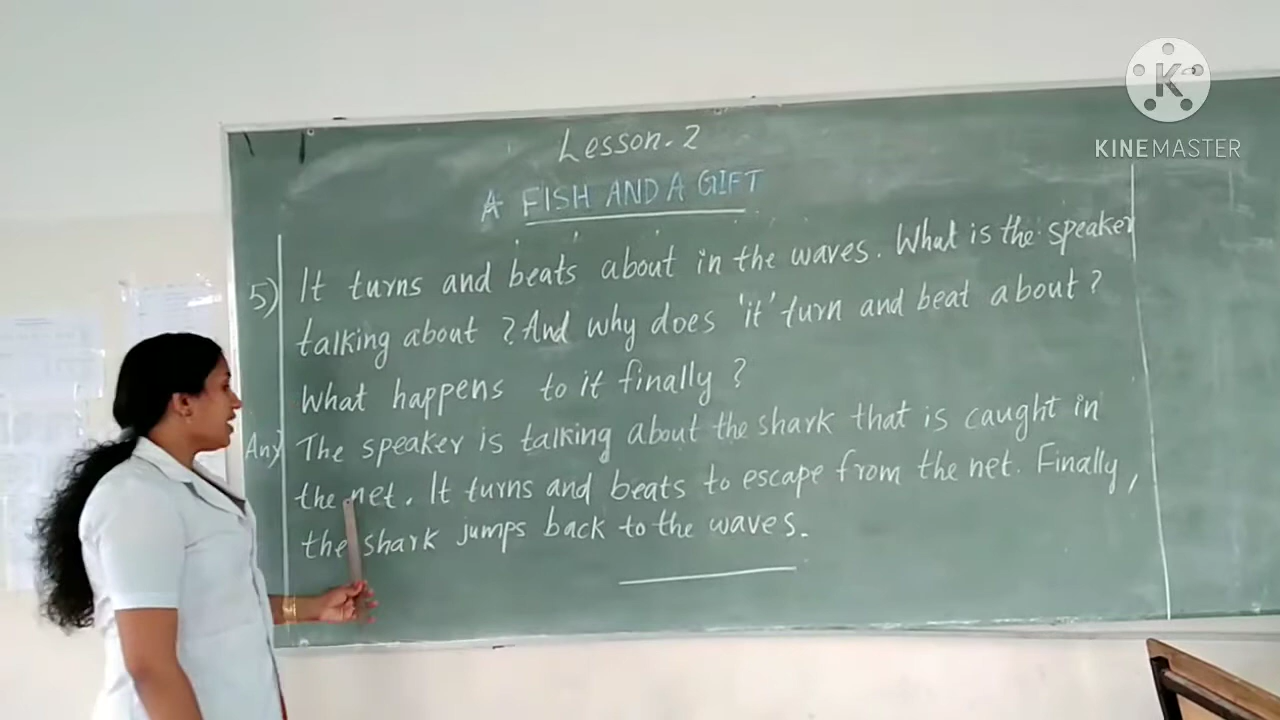 KINEMASTER
Lesson. 2
A FISH AND A GIFT
5) It turns and beats about in the waves. What is the speaker
talking about ? And why does 'it' turn and beat about ?
What happens to it finally ?
Ans) The speaker is talking about the shark that is caught in
the net. It turns and beats to escape from the net. Finally,
the shark jumps back to the waves.